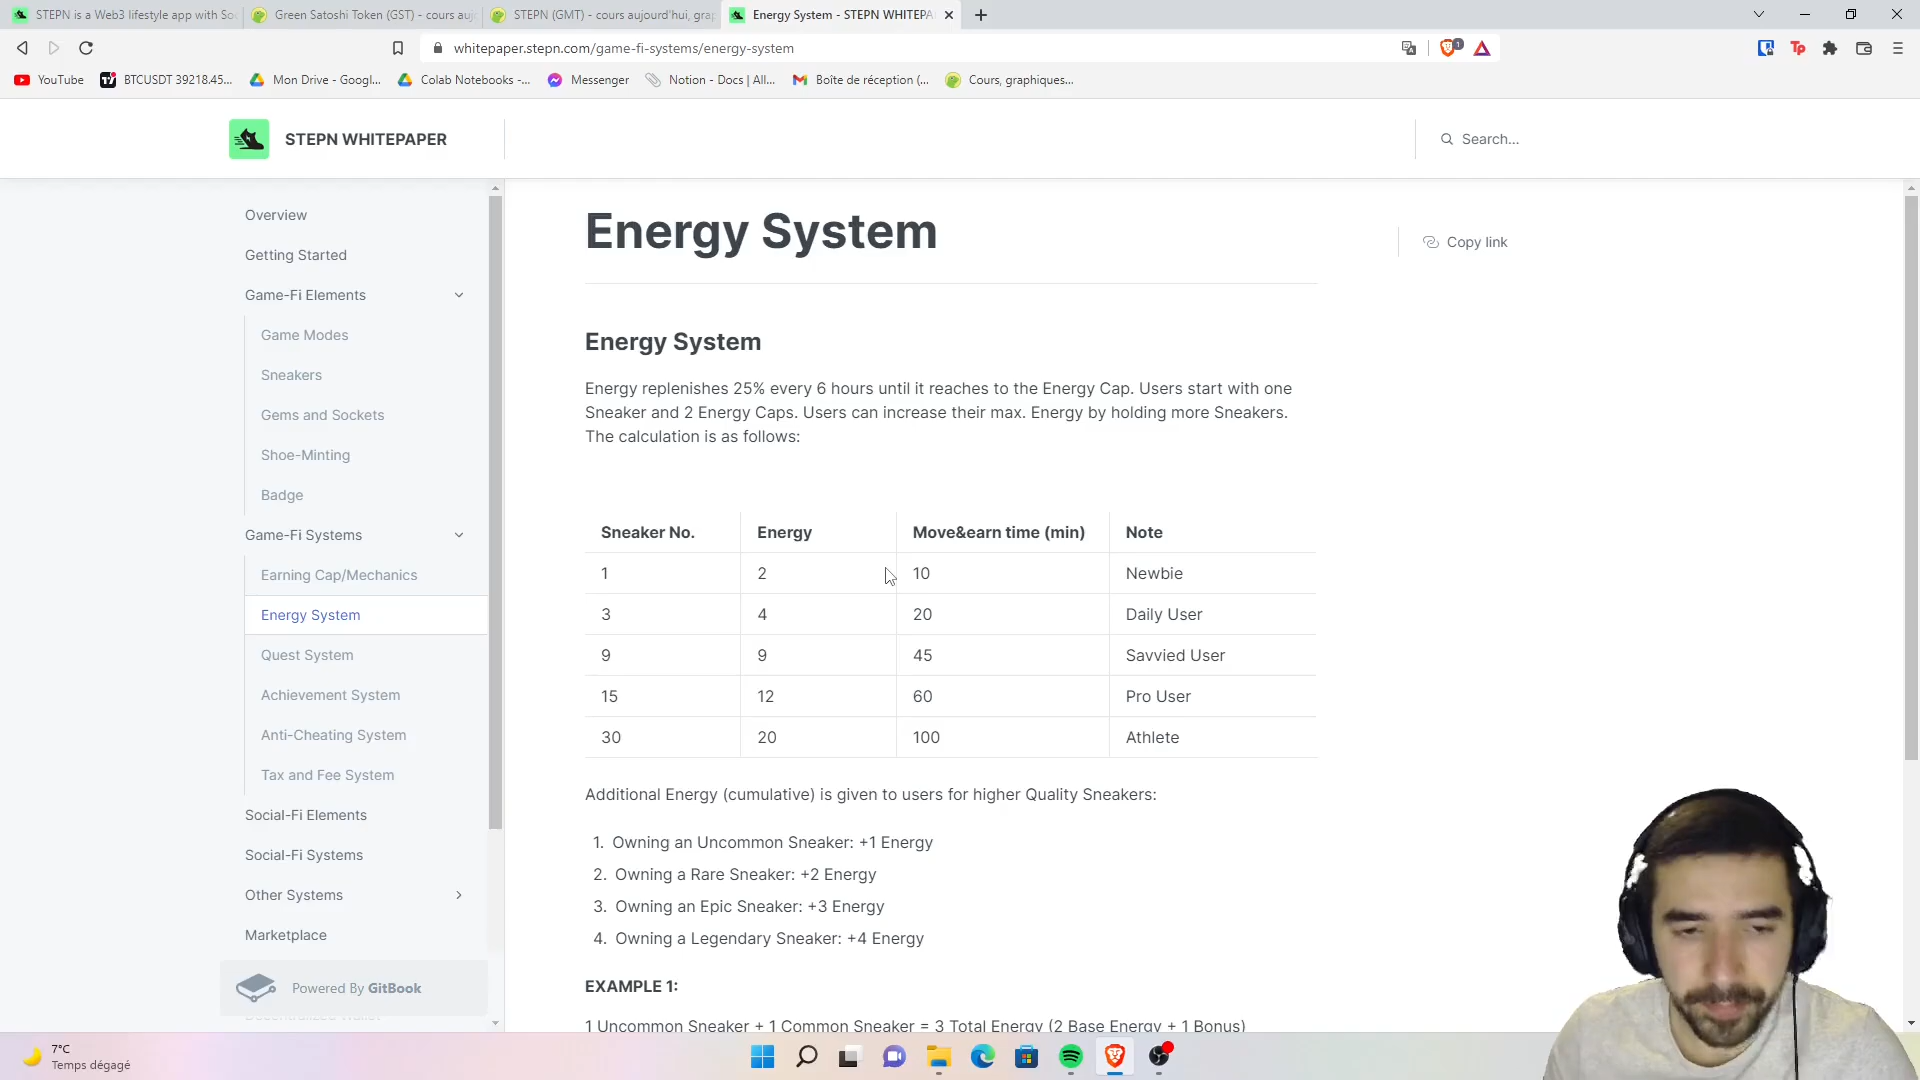 STEPN is a Web3 lifestyle app with So
Green Satoshi Token (GST) - cours auj
STEPN (GMT) - cours aujourd'hui, gra
Energy System - STEPN WHITEPA
whitepaper.stepn.com/game-fi-systems/energy-system
1
YouTube
BTCUSDT 39218.45...
Mon Drive - Googl...
Colab Notebooks -...
Messenger
Notion - Docs | All...
Boîte de réception (...
Cours, graphiques...
STEPN WHITEPAPER
Search...
Overview
Getting Started
Game-Fi Elements
Game Modes
Sneakers
Gems and Sockets
Shoe-Minting
Badge
Game-Fi Systems
Earning Cap/Mechanics
Energy System
Quest System
Achievement System
Anti-Cheating System
Tax and Fee System
Social-Fi Elements
Social-Fi Systems
Other Systems
Marketplace
Powered By GitBook
Energy System
Copy link
Energy System
Energy replenishes 25% every 6 hours until it reaches to the Energy Cap. Users start with one
Sneaker and 2 Energy Caps. Users can increase their max. Energy by holding more Sneakers.
The calculation is as follows:
Sneaker No. Energy Move&earn time (min) Note
1 2 10 Newbie
3 4 20 Daily User
9 9 45 Savvied User
15 12 60 Pro User
30 20 100 Athlete
Additional Energy (cumulative) is given to users for higher Quality Sneakers:
1. Owning an Uncommon Sneaker: +1 Energy
2. Owning a Rare Sneaker: +2 Energy
3. Owning an Epic Sneaker: +3 Energy
4. Owning a Legendary Sneaker: +4 Energy
EXAMPLE 1:
1 Uncommon Sneaker + 1 Common Sneaker = 3 Total Energy (2 Base Energy + 1 Bonus)
7°C
Temps dégagé